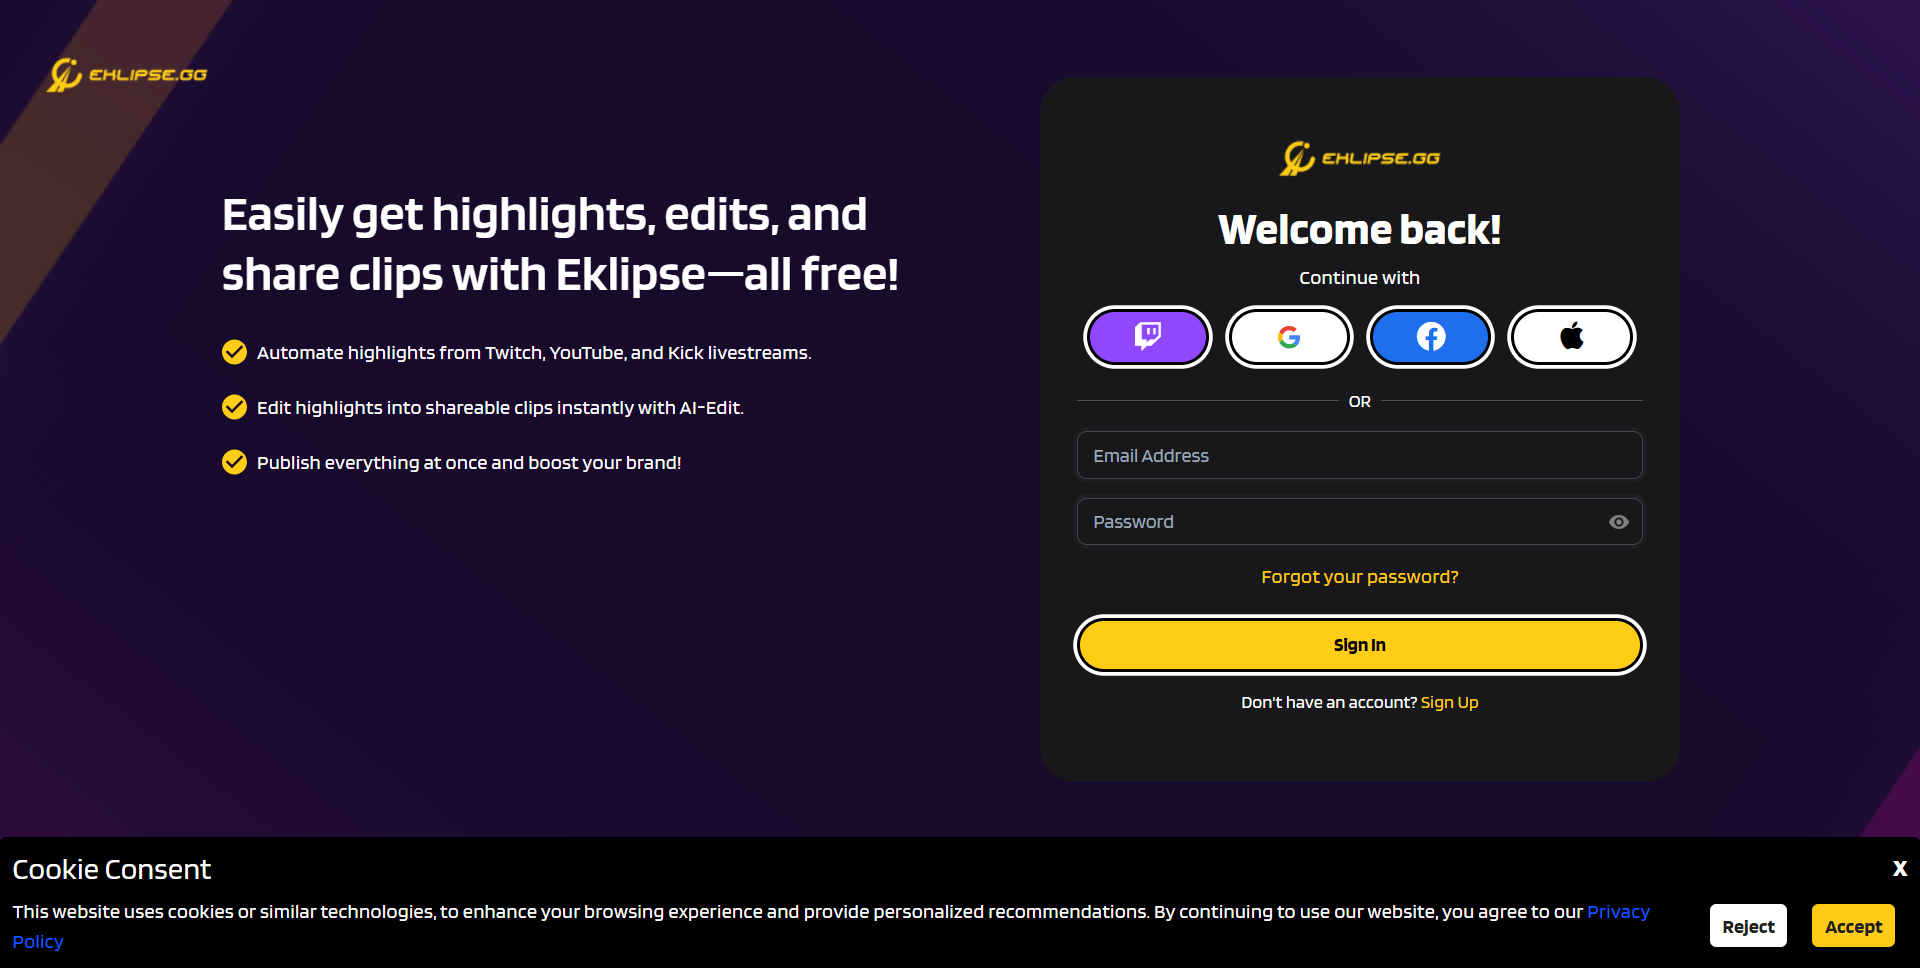 EKLIPSE.GG
Easily get highlights, edits, and
share clips with Eklipse—all free!
Automate highlights from Twitch, YouTube, and Kick livestreams.
Edit highlights into shareable clips instantly with AI-Edit.
Publish everything at once and boost your brand!
EKLIPSE.GG
Welcome back!
Continue with
OR
Email Address
Password
Forgot your password?
Sign In
Don't have an account? Sign Up
Cookie Consent
X
This website uses cookies or similar technologies, to enhance your browsing experience and provide personalized recommendations. By continuing to use our website, you agree to our Privacy
Policy
Reject
Accept